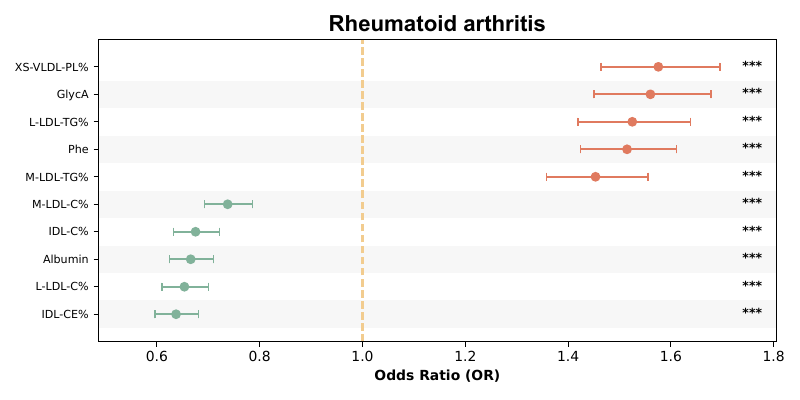 Rheumatoid arthritis
XS-VLDL-PL% ***
GlycA ***
L-LDL-TG% ***
Phe ***
M-LDL-TG% ***
M-LDL-C% ***
IDL-C% ***
Albumin ***
L-LDL-C% ***
IDL-CE% ***
0.6 0.8 1.0 1.2 1.4 1.6 1.8
Odds Ratio (OR)